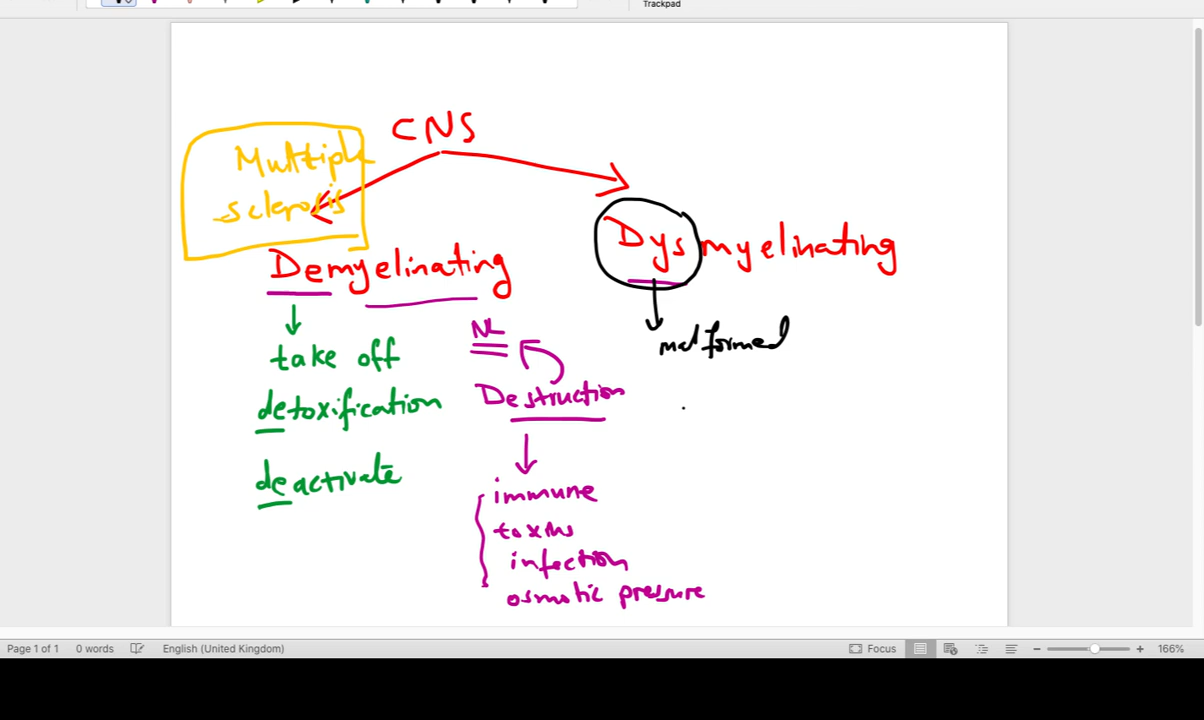 Trackpad
CNS
Multiple
sclerosis
Demyelinating
Dysmyelinating
take off
detoxification
deactivate
NL
Destruction
immune
toxins
infection
osmotic pressure
malformed
Page 1 of 1 0 words English (United Kingdom) Focus 166%